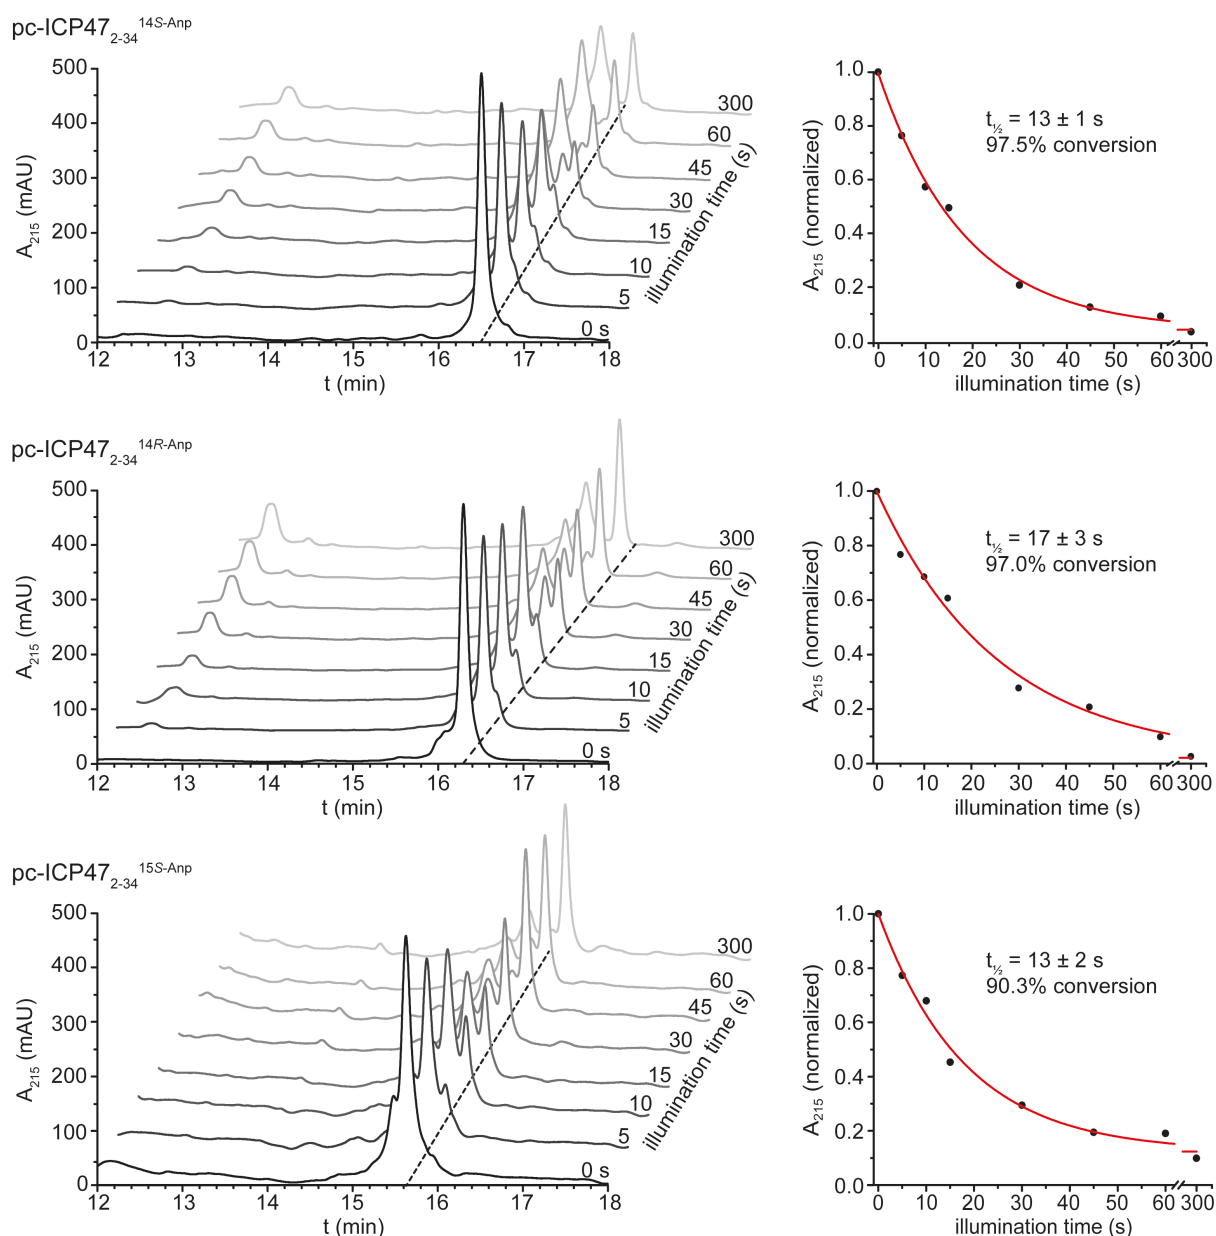 pc-ICP47₂₋₃₄¹⁴ˢ⁻ᴬⁿᵖ
500
400
300
200
100
0
A₂₁₅ (mAU)
12 13 14 15 16 17 18
t (min)
300
60
45
30
15
10
5
0 s
illumination time (s)
1.0
0.8
0.6
0.4
0.2
0.0
A₂₁₅ (normalized)
t½ = 13 ± 1 s
97.5% conversion
0 10 20 30 40 50 60 300
illumination time (s)
pc-ICP47₂₋₃₄¹⁴ᴿ⁻ᴬⁿᵖ
500
400
300
200
100
0
A₂₁₅ (mAU)
12 13 14 15 16 17 18
t (min)
300
60
45
30
15
10
5
0 s
illumination time (s)
1.0
0.8
0.6
0.4
0.2
0.0
A₂₁₅ (normalized)
t½ = 17 ± 3 s
97.0% conversion
0 10 20 30 40 50 60 300
illumination time (s)
pc-ICP47₂₋₃₄¹⁵ˢ⁻ᴬⁿᵖ
500
400
300
200
100
0
A₂₁₅ (mAU)
12 13 14 15 16 17 18
t (min)
300
60
45
30
15
10
5
0 s
illumination time (s)
1.0
0.8
0.6
0.4
0.2
0.0
A₂₁₅ (normalized)
t½ = 13 ± 2 s
90.3% conversion
0 10 20 30 40 50 60 300
illumination time (s)